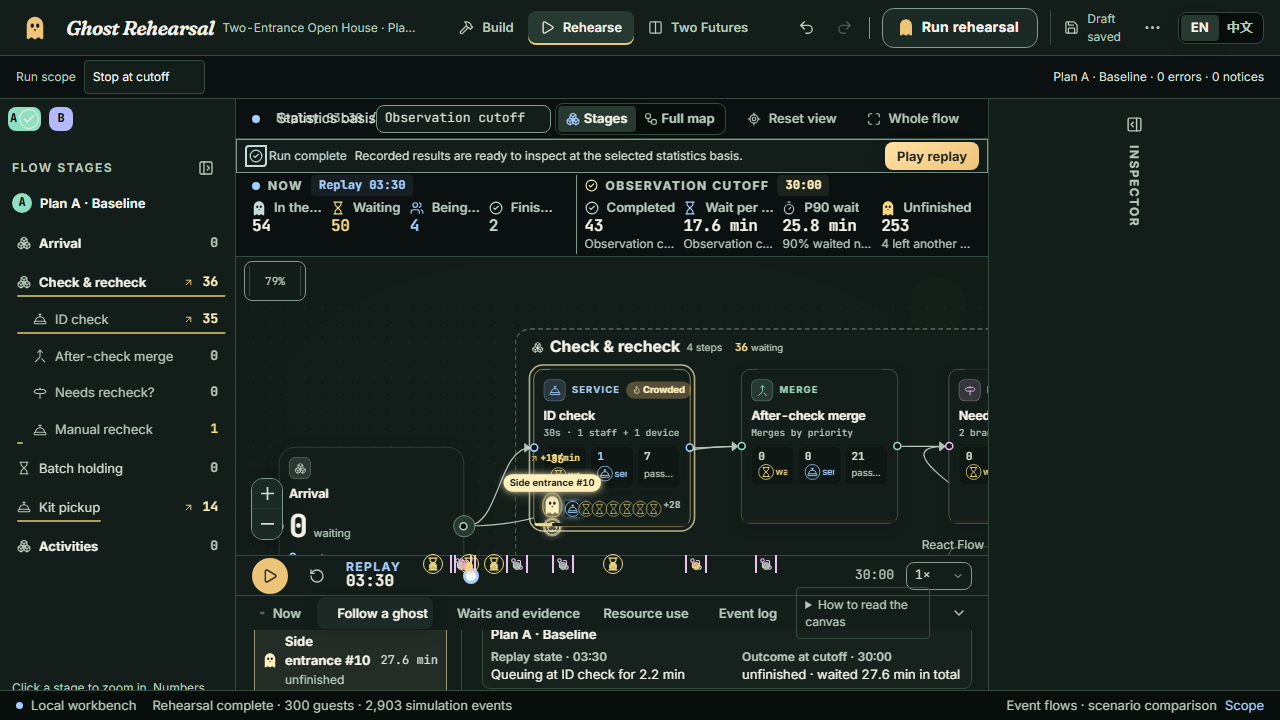 Ghost Rehearsal Two-Entrance Open House · Pla... Build Rehearse Two Futures Run rehearsal Draft saved ... EN 中文
Run scope Stop at cutoff Plan A · Baseline · 0 errors · 0 notices
A B
Statistics basis Observation cutoff Stages Full map Reset view Whole flow
Run complete Recorded results are ready to inspect at the selected statistics basis. Play replay
FLOW STAGES
INSPECTOR
NOW Replay 03:30 OBSERVATION CUTOFF 30:00
In the... Waiting Being... Finis... Completed Wait per ... P90 wait Unfinished
54 50 4 2 43 17.6 min 25.8 min 253
Observation c... Observation c... 90% waited n... 4 left another ...
A Plan A · Baseline
Arrival 0
Check & recheck 36
ID check 35
After-check merge 0
Needs recheck? 0
Manual recheck 1
Batch holding 0
Kit pickup 14
Activities 0
Click a stage to zoom in. Numbers
79%
Check & recheck 4 steps 36 waiting
SERVICE Crowded
ID check
30s · 1 staff + 1 device
1 7
ser pass...
Side entrance #10
+28
MERGE
After-check merge
Merges by priority
0 0 21
wa ser pass...
Need
2 bra
0
Arrival
0 waiting
+
−
React Flow
REPLAY
03:30
30:00 1×
Now Follow a ghost Waits and evidence Resource use Event log
How to read the
canvas
Side
entrance #10 27.6 min
unfinished
Plan A · Baseline
Replay state · 03:30 Outcome at cutoff · 30:00
Queuing at ID check for 2.2 min unfinished · waited 27.6 min in total
Local workbench Rehearsal complete · 300 guests · 2,903 simulation events Event flows · scenario comparison Scope